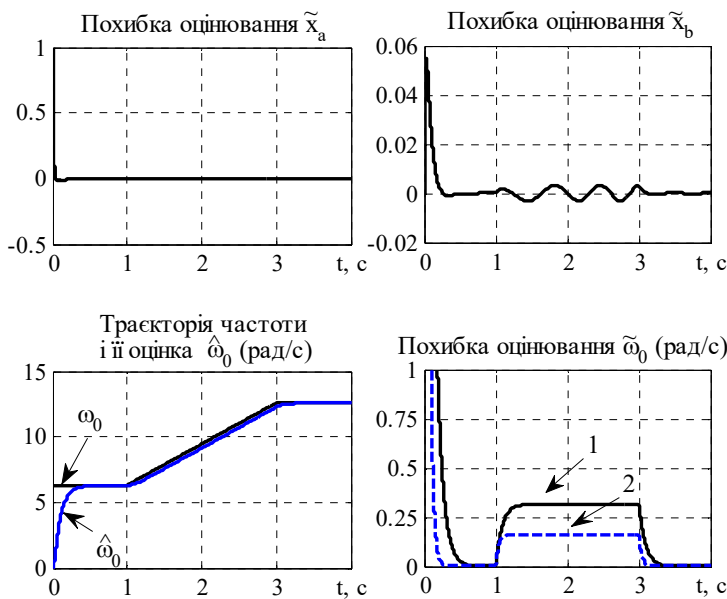 Похибка оцінювання x̃a
1
0.5
0
-0.5
0 1 2 3 t, c
Похибка оцінювання x̃b
0.06
0.04
0.02
0
-0.02
0 1 2 3 t, c
Траєкторія частоти
і її оцінка ω̂0 (рад/с)
15
12
6
0
ω0
ω̂0
0 1 2 3 t, c
Похибка оцінювання ω̃0 (рад/с)
1
0.75
0.5
0.25
0
1
2
0 1 2 3 t, c